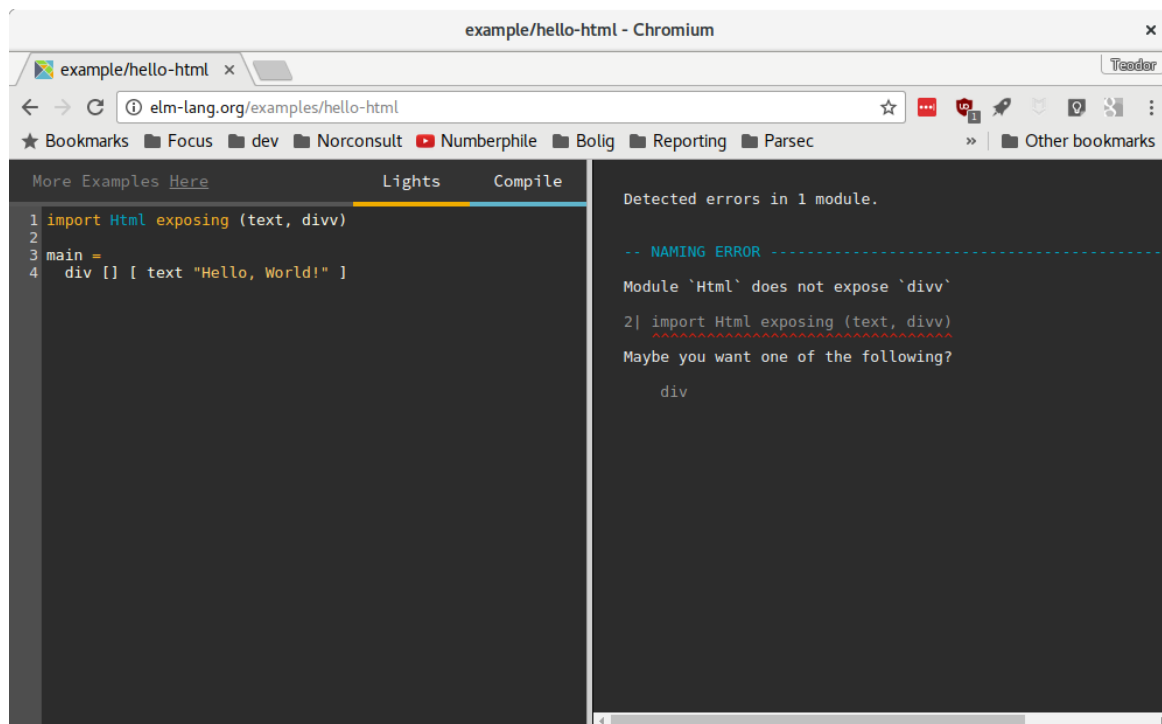 example/hello-html - Chromium
example/hello-html
Teodor
elm-lang.org/examples/hello-html
1
Bookmarks Focus dev Norconsult Numberphile Bolig Reporting Parsec » Other bookmarks
More Examples Here Lights Compile
1 import Html exposing (text, divv)
2
3 main =
4   div [] [ text "Hello, World!" ]
Detected errors in 1 module.
-- NAMING ERROR --------------------------------------------
Module `Html` does not expose `divv`
2| import Html exposing (text, divv)
^^^^^^^^^^^^^^^^^^^^^^^^^^^^^^^^^
Maybe you want one of the following?
div